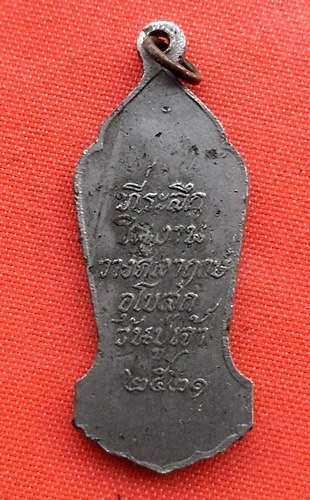 ที่ระลึก
ในงาน
วางศิลาฤกษ์
อุโบสถ
๒๕๒๑